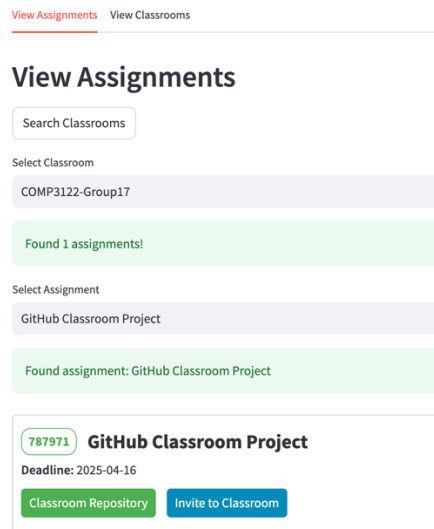 View Assignments View Classrooms
View Assignments
Search Classrooms
Select Classroom
COMP3122-Group17
Found 1 assignments!
Select Assignment
GitHub Classroom Project
Found assignment: GitHub Classroom Project
787971 GitHub Classroom Project
Deadline: 2025-04-16
Classroom Repository Invite to Classroom